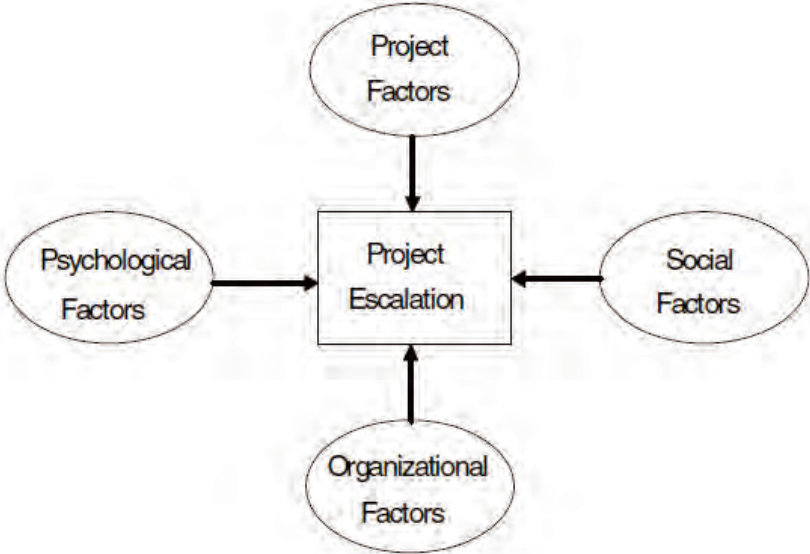 Project
Factors
Psychological
Factors
Project
Escalation
Social
Factors
Organizational
Factors